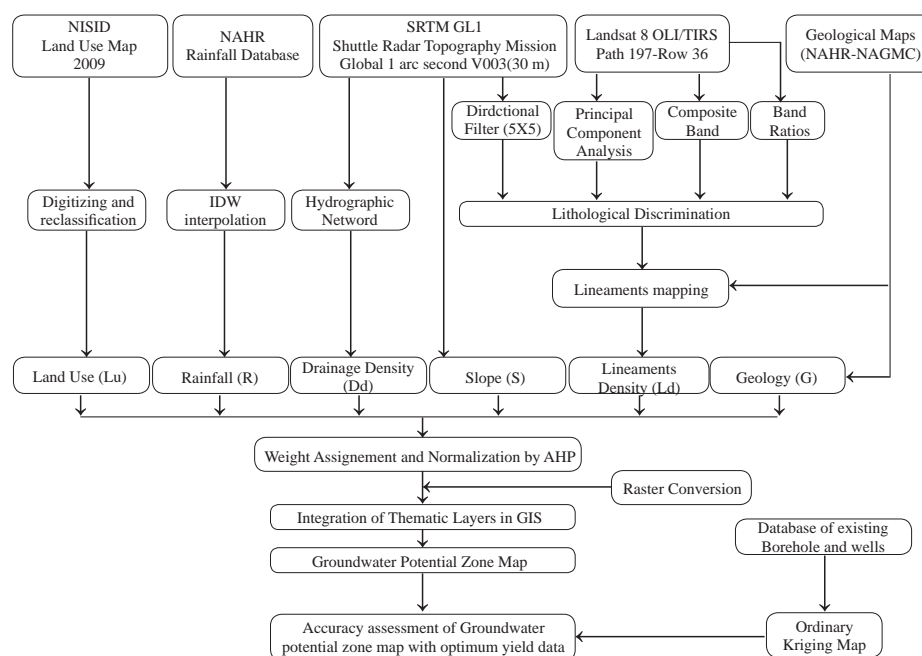 NISID
Land Use Map
2009
NAHR
Rainfall Database
SRTM GL1
Shuttle Radar Topography Mission
Global 1 arc second V003(30 m)
Landsat 8 OLI/TIRS
Path 197-Row 36
Geological Maps
(NAHR-NAGMC)
Dirdctional
Filter (5X5)
Principal
Component
Analysis
Composite
Band
Band
Ratios
Digitizing and
reclassification
IDW
interpolation
Hydrographic
Netword
Lithological Discrimination
Lineaments mapping
Land Use (Lu)
Rainfall (R)
Drainage Density
(Dd)
Slope (S)
Lineaments
Density (Ld)
Geology (G)
Weight Assignement and Normalization by AHP
Raster Conversion
Integration of Thematic Layers in GIS
Database of existing
Borehole and wells
Groundwater Potential Zone Map
Accuracy assessment of Groundwater
potential zone map with optimum yield data
Ordinary
Kriging Map